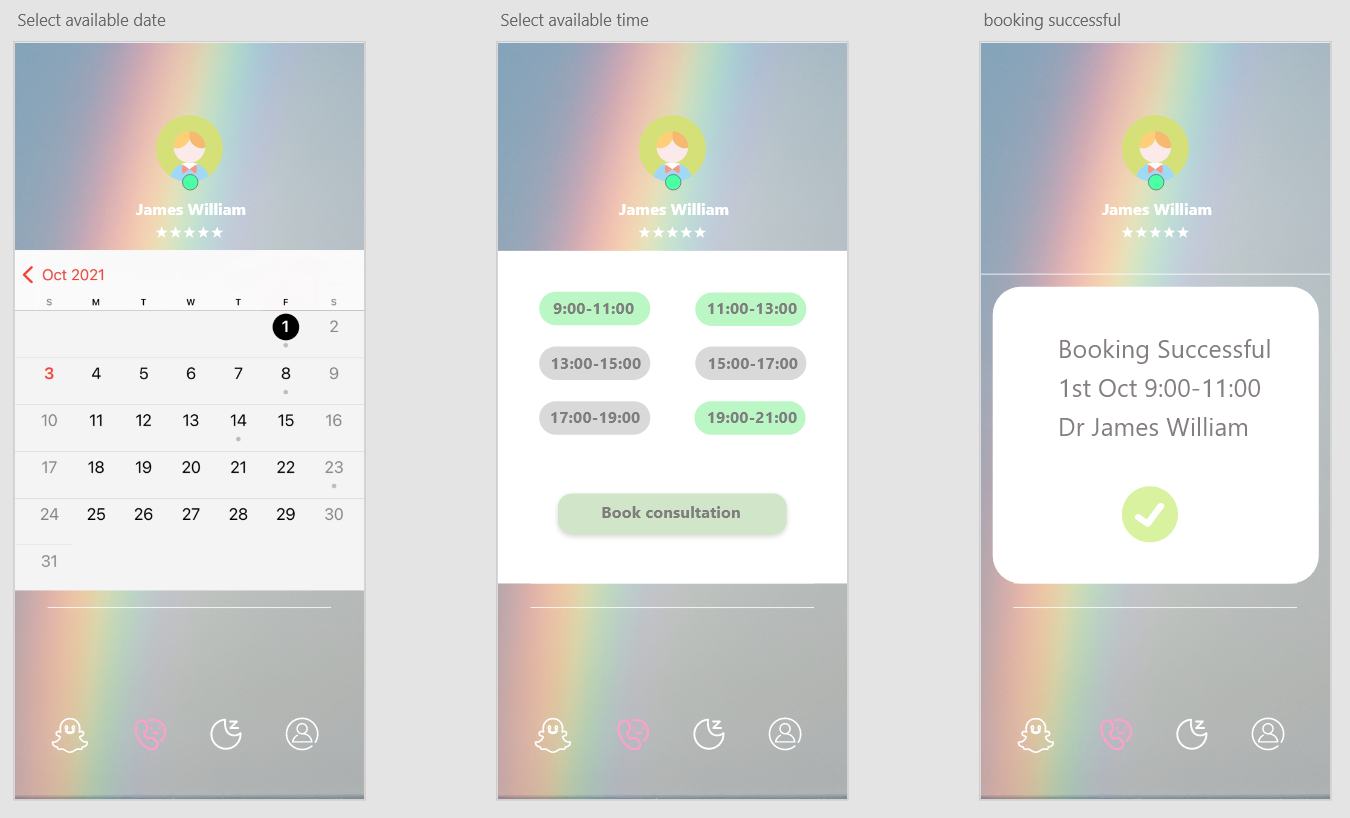 Select available date
James William
Oct 2021
S M T W T F S
1 2
3 4 5 6 7 8 9
10 11 12 13 14 15 16
17 18 19 20 21 22 23
24 25 26 27 28 29 30
31
Select available time
James William
9:00-11:00 11:00-13:00
13:00-15:00 15:00-17:00
17:00-19:00 19:00-21:00
Book consultation
booking successful
James William
Booking Successful
1st Oct 9:00-11:00
Dr James William